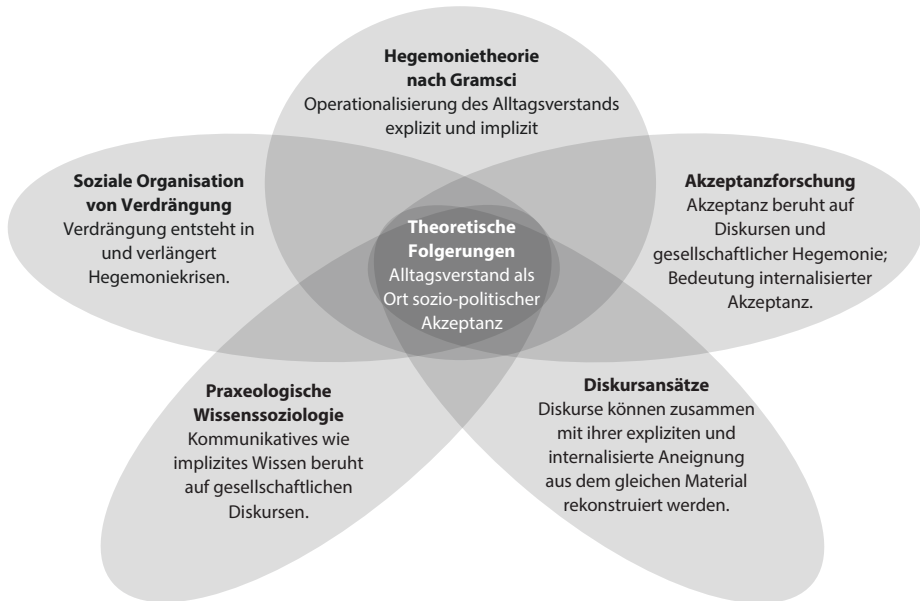 Hegemonietheorie
nach Gramsci
Operationalisierung des Alltagsverstands
explizit und implizit
Soziale Organisation
von Verdrängung
Verdrängung entsteht in
und verlängert
Hegemoniekrisen.
Akzeptanzforschung
Akzeptanz beruht auf
Diskursen und
gesellschaftlicher Hegemonie;
Bedeutung internalisierter
Akzeptanz.
Theoretische
Folgerungen
Alltagsverstand als
Ort sozio-politischer
Akzeptanz
Praxeologische
Wissenssoziologie
Kommunikatives wie
implizites Wissen beruht
auf gesellschaftlichen
Diskursen.
Diskursansätze
Diskurse können zusammen
mit ihrer expliziten und
internalisierte Aneignung
aus dem gleichen Material
rekonstruiert werden.